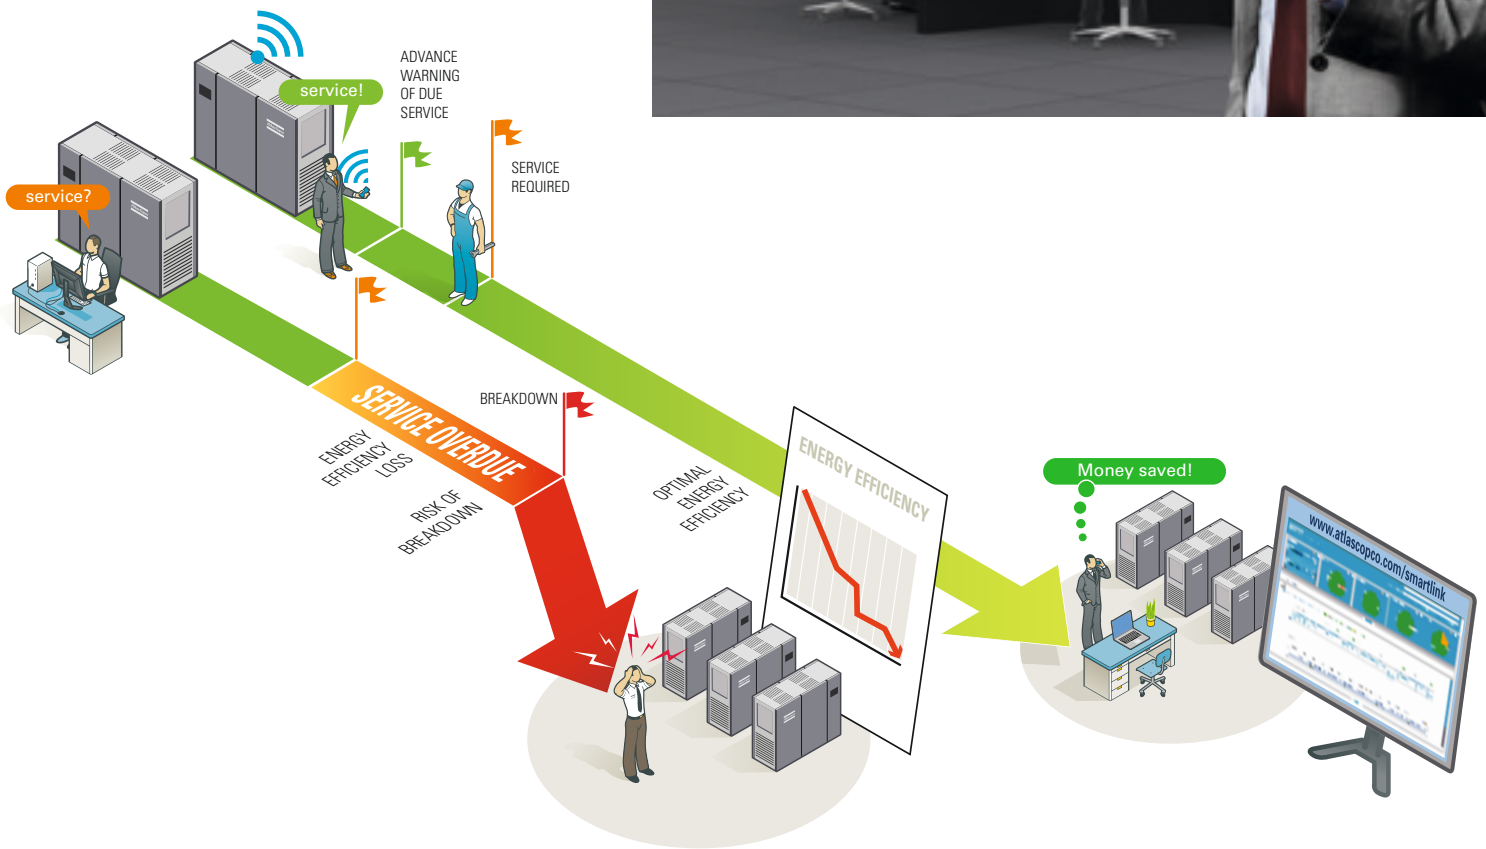 ADVANCE
WARNING
OF DUE
SERVICE
service!
SERVICE
REQUIRED
service?
SERVICE OVERDUE
BREAKDOWN
ENERGY
EFFICIENCY
LOSS
RISK OF
BREAKDOWN
OPTIMAL
ENERGY
EFFICIENCY
ENERGY EFFICIENCY
Money saved!
www.atlascopco.com/smartlink